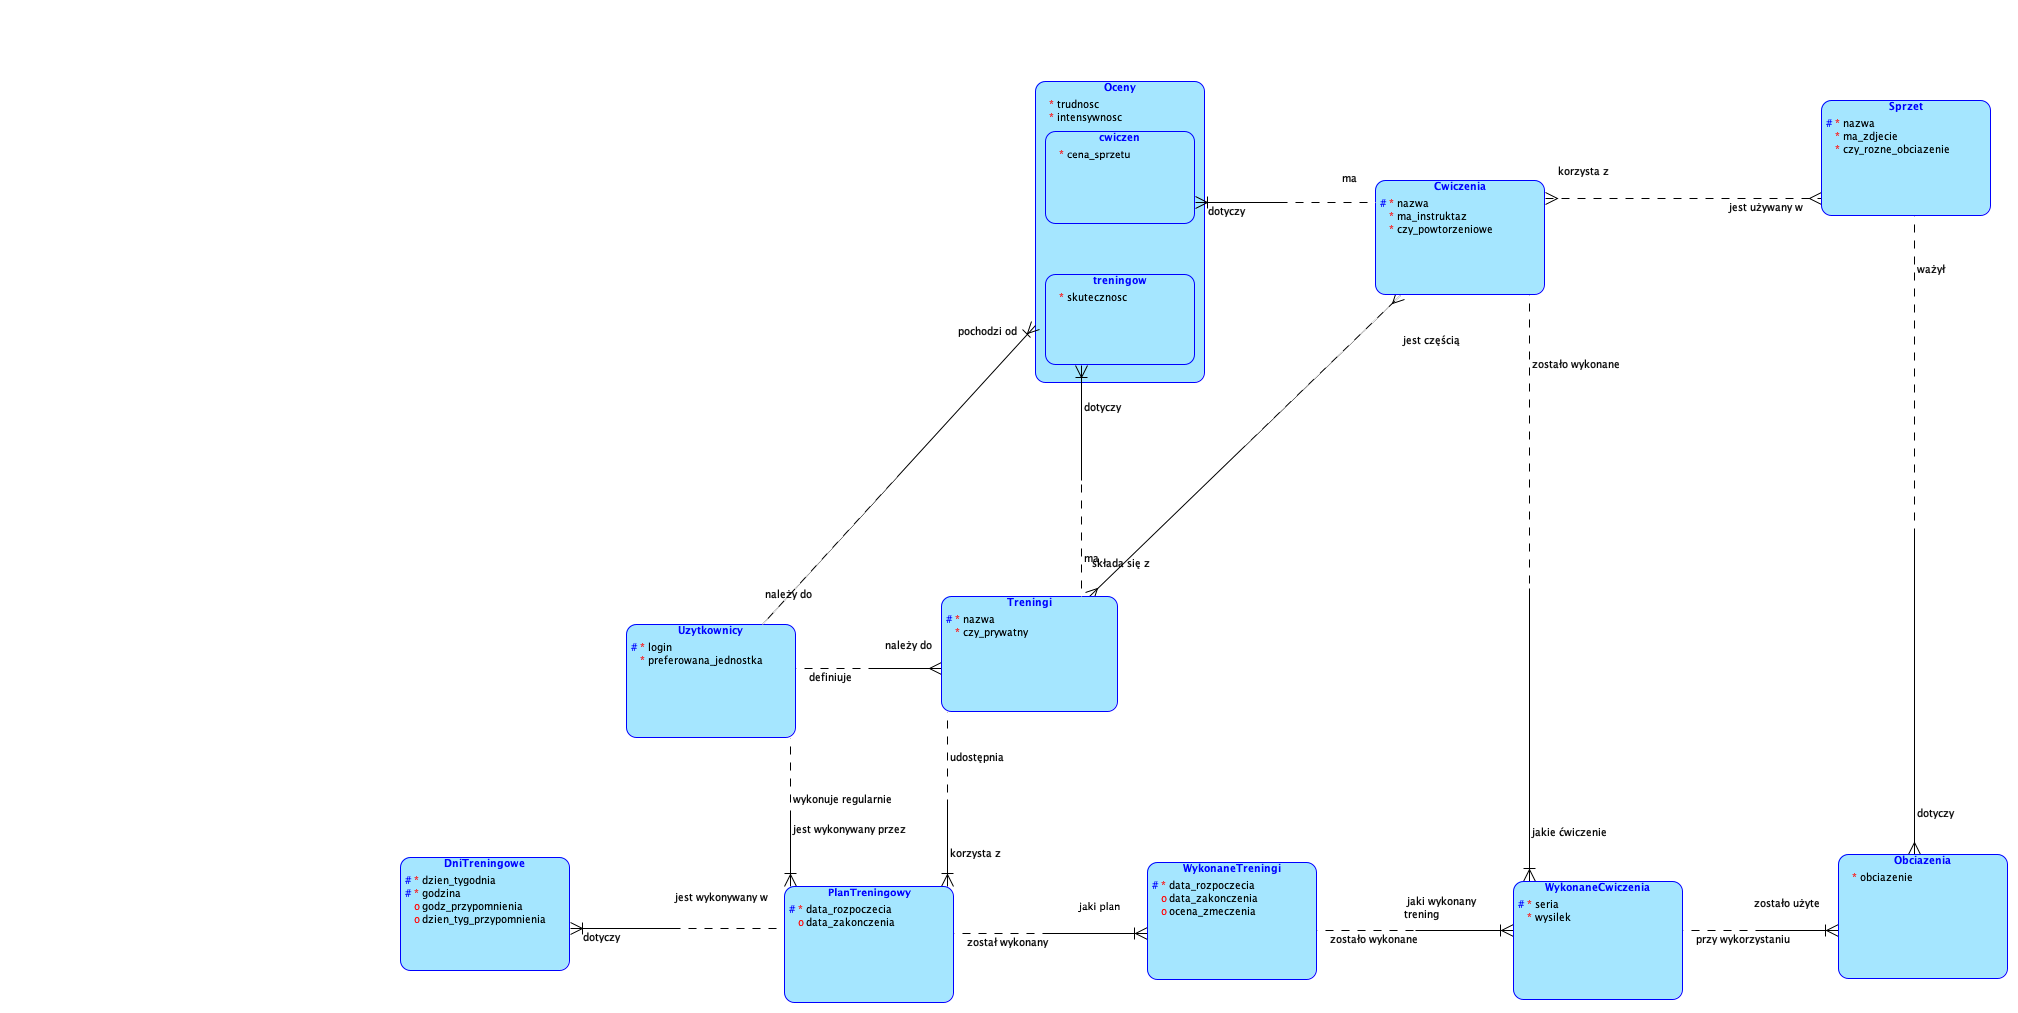 Oceny
* trudnosc
* intensywnosc
cwiczen
* cena_sprzetu
treningow
* skutecznosc
Sprzet
# * nazwa
* ma_zdjecie
* czy_rozne_obciazenie
ma
dotyczy
Cwiczenia
# * nazwa
* ma_instruktaz
* czy_powtorzeniowe
korzysta z
jest używany w
ważył
pochodzi od
jest częścią
zostało wykonane
dotyczy
ma
składa się z
należy do
Uzytkownicy
# * login
* preferowana_jednostka
definiuje
należy do
Treningi
# * nazwa
* czy_prywatny
udostępnia
wykonuje regularnie
jest wykonywany przez
korzysta z
jakie ćwiczenie
dotyczy
DniTreningowe
# * dzien_tygodnia
# * godzina
o godz_przypomnienia
o dzien_tyg_przypomnienia
jest wykonywany w
dotyczy
PlanTreningowy
# * data_rozpoczecia
o data_zakonczenia
jaki plan
został wykonany
WykonaneTreningi
# * data_rozpoczecia
o data_zakonczenia
o ocena_zmeczenia
jaki wykonany
trening
zostało wykonane
WykonaneCwiczenia
# * seria
* wysilek
zostało użyte
przy wykorzystaniu
Obciazenia
* obciazenie